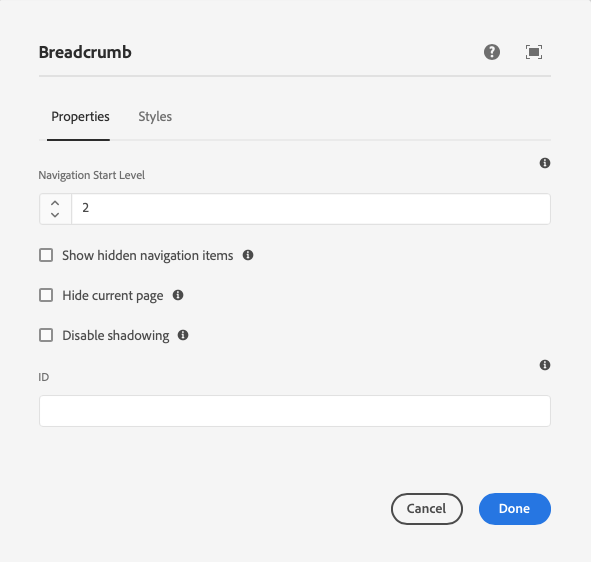 Breadcrumb
Properties Styles
Navigation Start Level
2
Show hidden navigation items
Hide current page
Disable shadowing
ID
Cancel Done